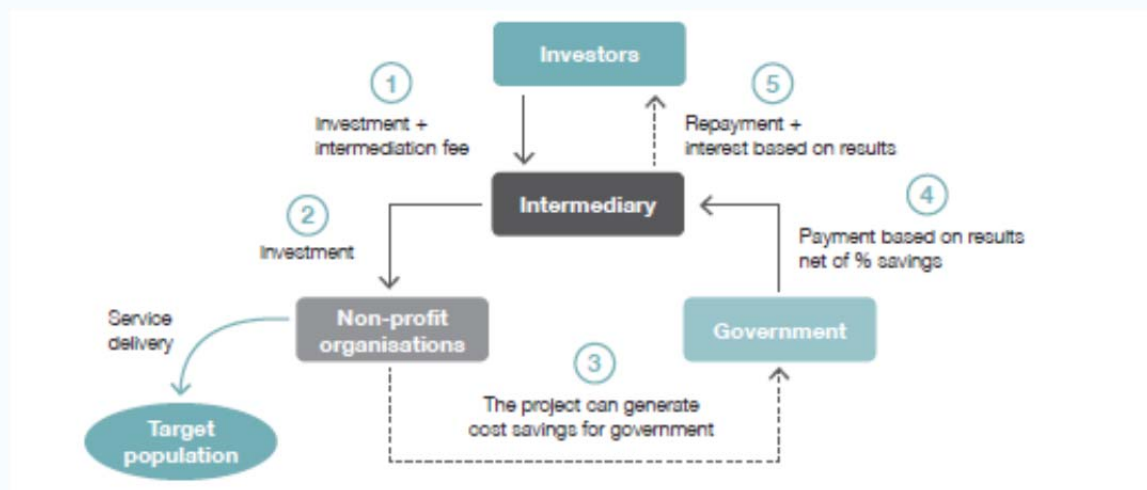 Investors
1
Investment +
intermediation fee
5
Repayment +
interest based on results
Intermediary
2
Investment
4
Payment based on results
net of % savings
Service
delivery
Non-profit
organisations
Government
3
The project can generate
cost savings for government
Target
population